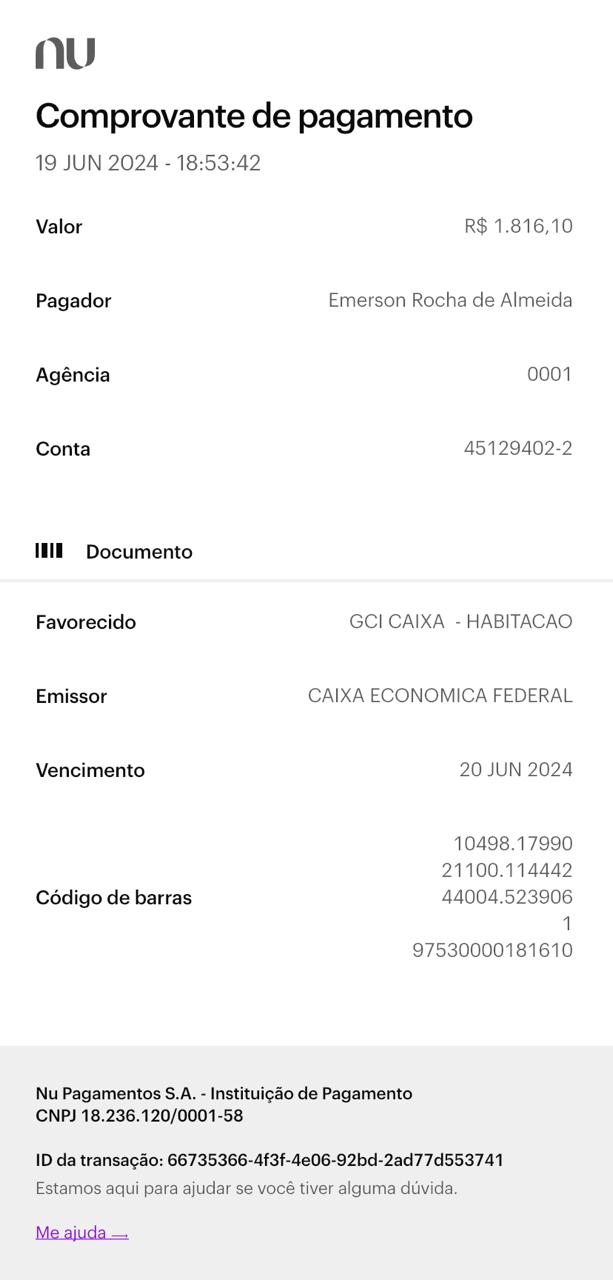 nu
Comprovante de pagamento
19 JUN 2024 - 18:53:42
Valor R$ 1.816,10
Pagador Emerson Rocha de Almeida
Agência 0001
Conta 45129402-2
Documento
Favorecido GCI CAIXA - HABITACAO
Emissor CAIXA ECONOMICA FEDERAL
Vencimento 20 JUN 2024
Código de barras 10498.17990
21100.114442
44004.523906
1
97530000181610
Nu Pagamentos S.A. - Instituição de Pagamento
CNPJ 18.236.120/0001-58
ID da transação: 66735366-4f3f-4e06-92bd-2ad77d553741
Estamos aqui para ajudar se você tiver alguma dúvida.
Me ajuda